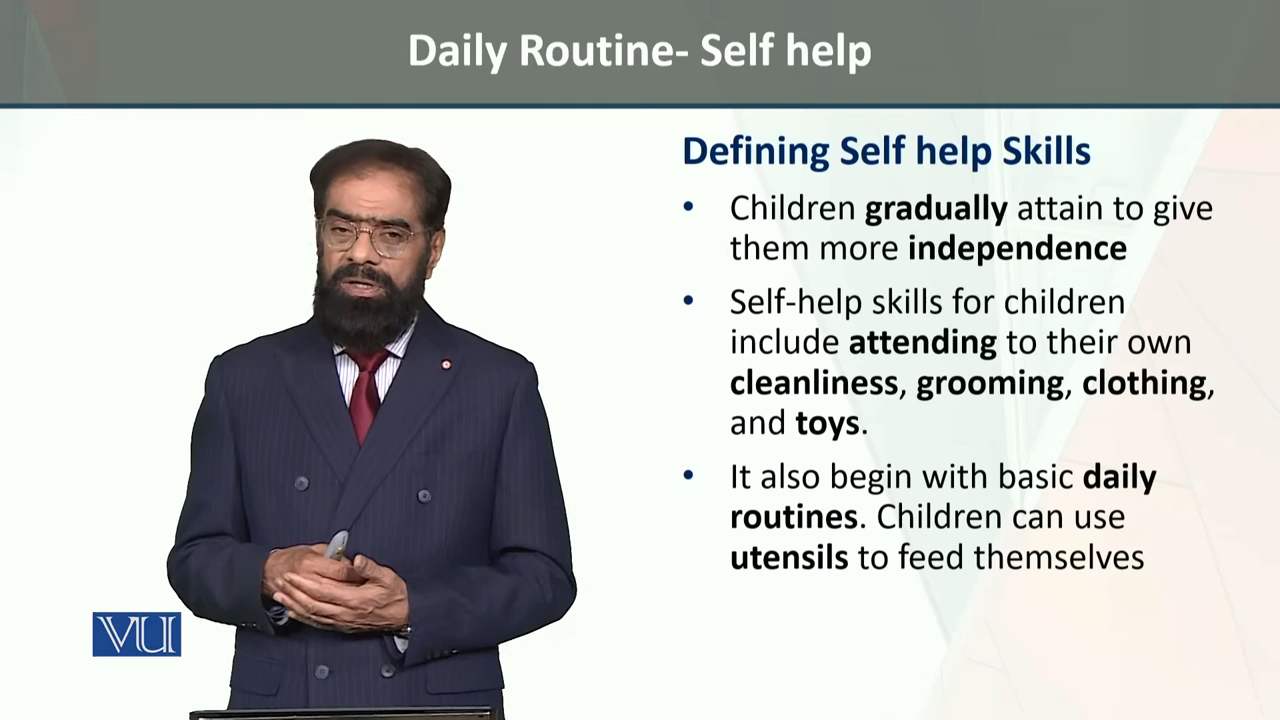 Daily Routine- Self help
Defining Self help Skills
• Children gradually attain to give
them more independence
• Self-help skills for children
include attending to their own
cleanliness, grooming, clothing,
and toys.
• It also begin with basic daily
routines. Children can use
utensils to feed themselves
VU